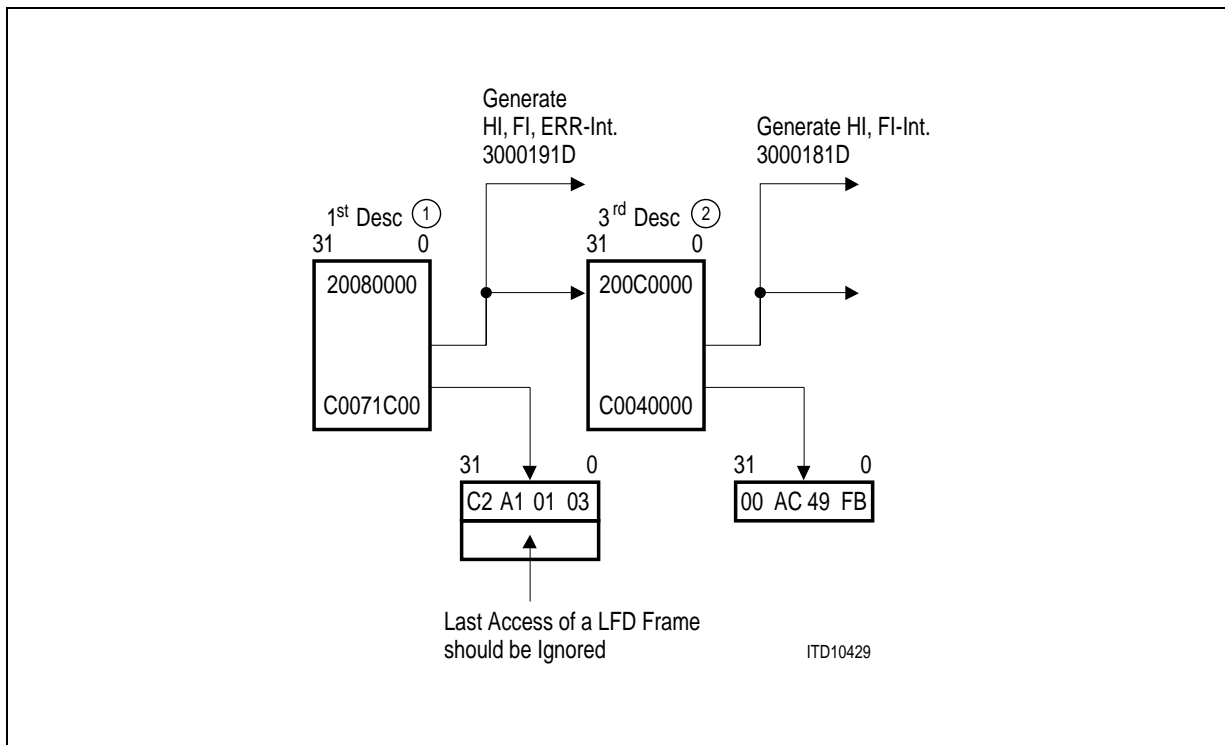 Generate
HI, FI, ERR-Int.
3000191D
Generate HI, FI-Int.
3000181D
1st Desc 1
31 0
20080000
C0071C00
3rd Desc 2
31 0
200C0000
C0040000
31 0
C2 A1 01 03
31 0
00 AC 49 FB
Last Access of a LFD Frame
should be Ignored
ITD10429